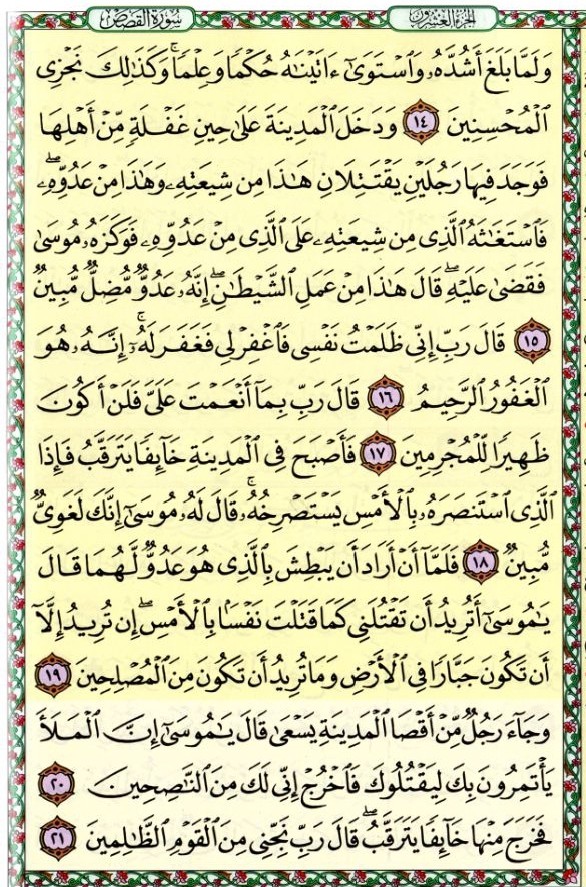 سورة القصص
الجزء العشرون
وَلَمَّا بَلَغَ أَشُدَّهُۥ وَٱسْتَوَىٰٓ ءَاتَيْنَٰهُ حُكْمًا وَعِلْمًا ۚ وَكَذَٰلِكَ نَجْزِى
ٱلْمُحْسِنِينَ ١٤ وَدَخَلَ ٱلْمَدِينَةَ عَلَىٰ حِينِ غَفْلَةٍ مِّنْ أَهْلِهَا
فَوَجَدَ فِيهَا رَجُلَيْنِ يَقْتَتِلَانِ هَٰذَا مِن شِيعَتِهِۦ وَهَٰذَا مِنْ عَدُوِّهِۦ ۖ
فَٱسْتَغَٰثَهُ ٱلَّذِى مِن شِيعَتِهِۦ عَلَى ٱلَّذِى مِنْ عَدُوِّهِۦ فَوَكَزَهُۥ مُوسَىٰ
فَقَضَىٰ عَلَيْهِ ۖ قَالَ هَٰذَا مِنْ عَمَلِ ٱلشَّيْطَٰنِ ۖ إِنَّهُۥ عَدُوٌّ مُّضِلٌّ مُّبِينٌ
١٥ قَالَ رَبِّ إِنِّى ظَلَمْتُ نَفْسِى فَٱغْفِرْ لِى فَغَفَرَ لَهُۥٓ ۚ إِنَّهُۥ هُوَ
ٱلْغَفُورُ ٱلرَّحِيمُ ١٦ قَالَ رَبِّ بِمَآ أَنْعَمْتَ عَلَىَّ فَلَنْ أَكُونَ
ظَهِيرًا لِّلْمُجْرِمِينَ ١٧ فَأَصْبَحَ فِى ٱلْمَدِينَةِ خَآئِفًا يَتَرَقَّبُ فَإِذَا
ٱلَّذِى ٱسْتَنصَرَهُۥ بِٱلْأَمْسِ يَسْتَصْرِخُهُۥ ۚ قَالَ لَهُۥ مُوسَىٰٓ إِنَّكَ لَغَوِىٌّ
مُّبِينٌ ١٨ فَلَمَّآ أَنْ أَرَادَ أَن يَبْطِشَ بِٱلَّذِى هُوَ عَدُوٌّ لَّهُمَا قَالَ
يَٰمُوسَىٰٓ أَتُرِيدُ أَن تَقْتُلَنِى كَمَا قَتَلْتَ نَفْسًۢا بِٱلْأَمْسِ ۖ إِن تُرِيدُ إِلَّآ
أَن تَكُونَ جَبَّارًا فِى ٱلْأَرْضِ وَمَا تُرِيدُ أَن تَكُونَ مِنَ ٱلْمُصْلِحِينَ ١٩
وَجَآءَ رَجُلٌ مِّنْ أَقْصَا ٱلْمَدِينَةِ يَسْعَىٰ قَالَ يَٰمُوسَىٰٓ إِنَّ ٱلْمَلَأَ
يَأْتَمِرُونَ بِكَ لِيَقْتُلُوكَ فَٱخْرُجْ إِنِّى لَكَ مِنَ ٱلنَّٰصِحِينَ ٢٠
فَخَرَجَ مِنْهَا خَآئِفًا يَتَرَقَّبُ ۖ قَالَ رَبِّ نَجِّنِى مِنَ ٱلْقَوْمِ ٱلظَّٰلِمِينَ ٢١